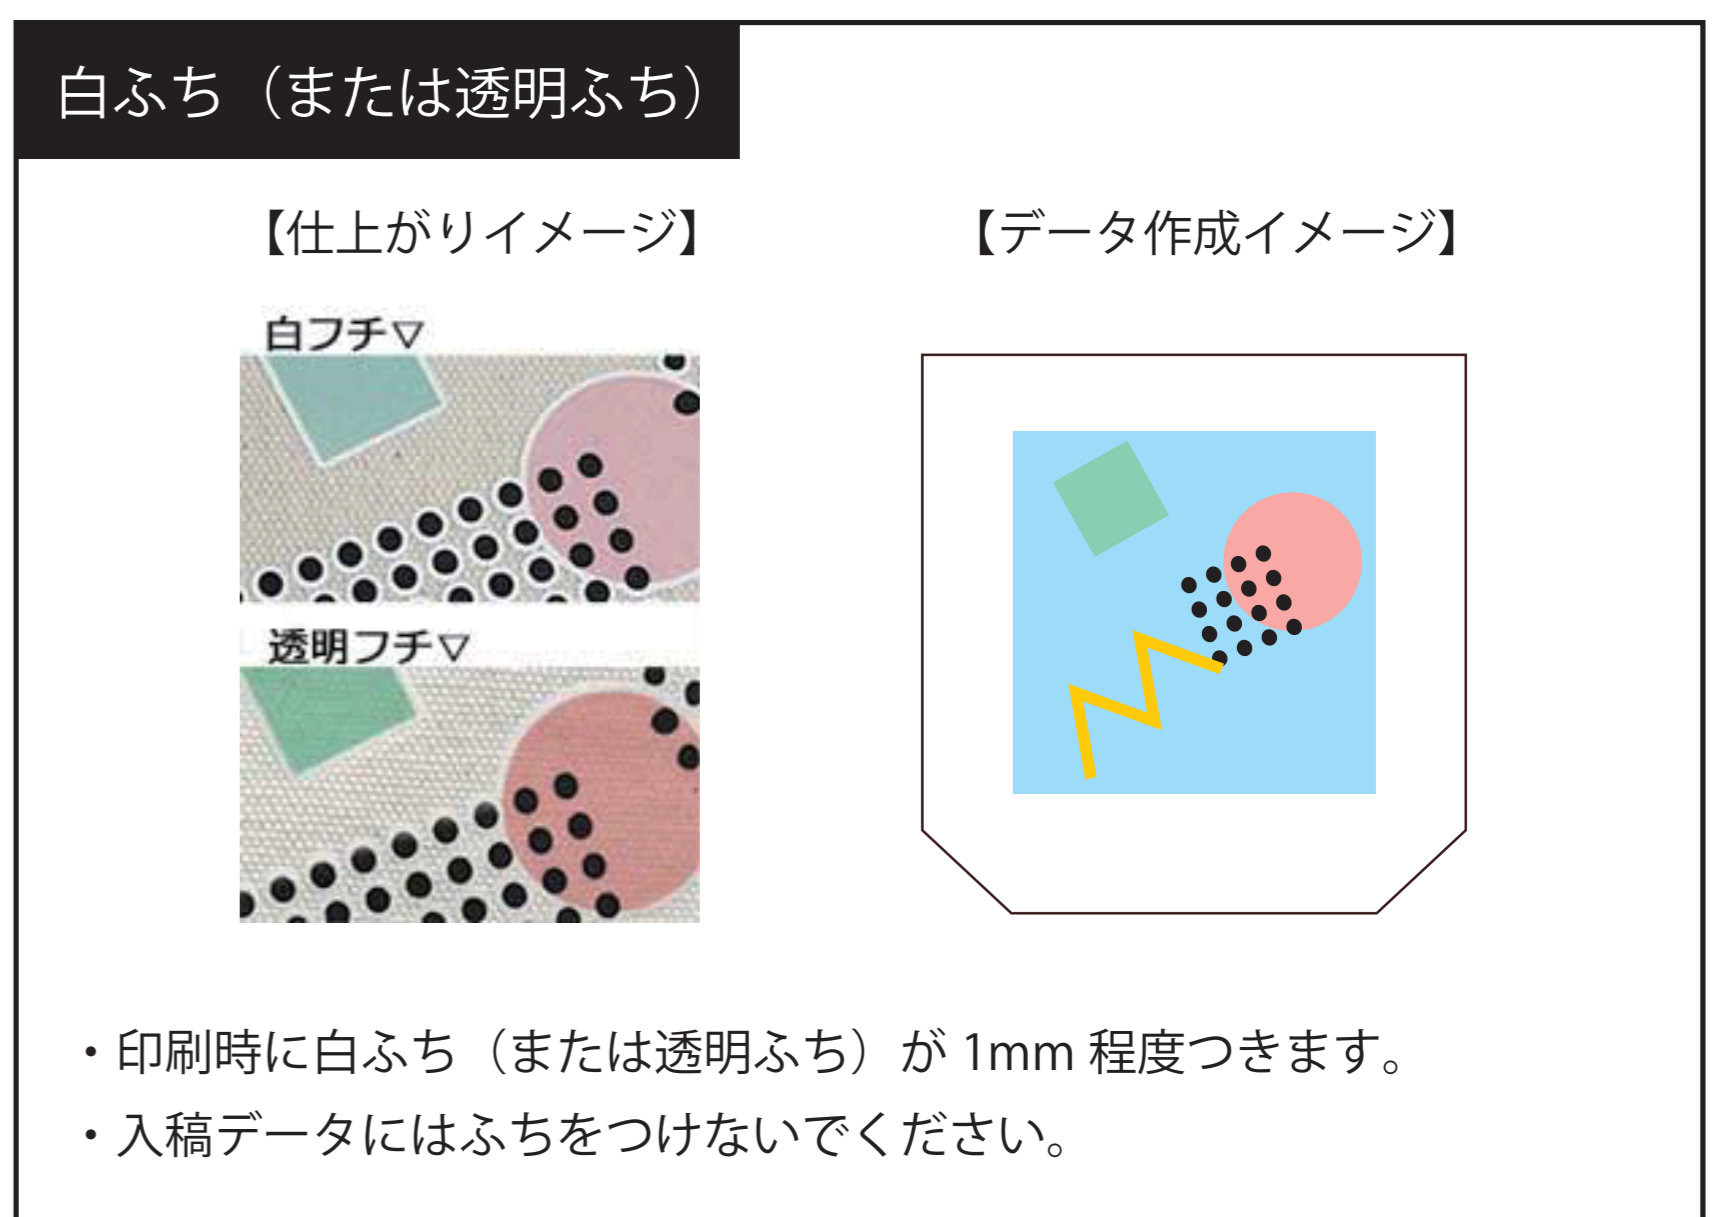 白ふち（または透明ふち）
【仕上がりイメージ】
【データ作成イメージ】
白フチ▽
透明フチ▽
・印刷時に白ふち（または透明ふち）が 1mm 程度つきます。
・入稿データにはふちをつけないでください。